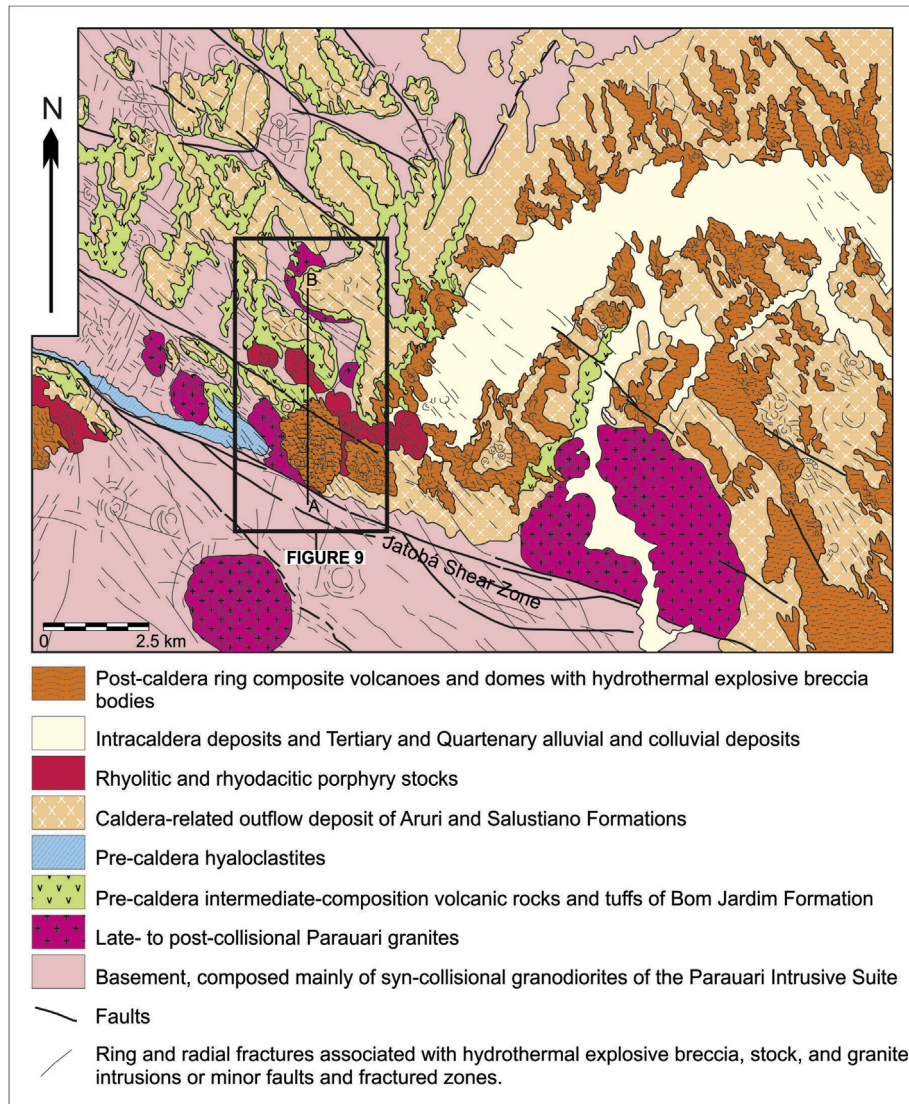 N
B
A
FIGURE 9
Jatobá Shear Zone
0 2.5 km
Post-caldera ring composite volcanoes and domes with hydrothermal explosive breccia
bodies
Intracaldera deposits and Tertiary and Quartenary alluvial and colluvial deposits
Rhyolitic and rhyodacitic porphyry stocks
Caldera-related outflow deposit of Aruri and Salustiano Formations
Pre-caldera hyaloclastites
Pre-caldera intermediate-composition volcanic rocks and tuffs of Bom Jardim Formation
Late- to post-collisional Parauari granites
Basement, composed mainly of syn-collisional granodiorites of the Parauari Intrusive Suite
Faults
Ring and radial fractures associated with hydrothermal explosive breccia, stock, and granite
intrusions or minor faults and fractured zones.